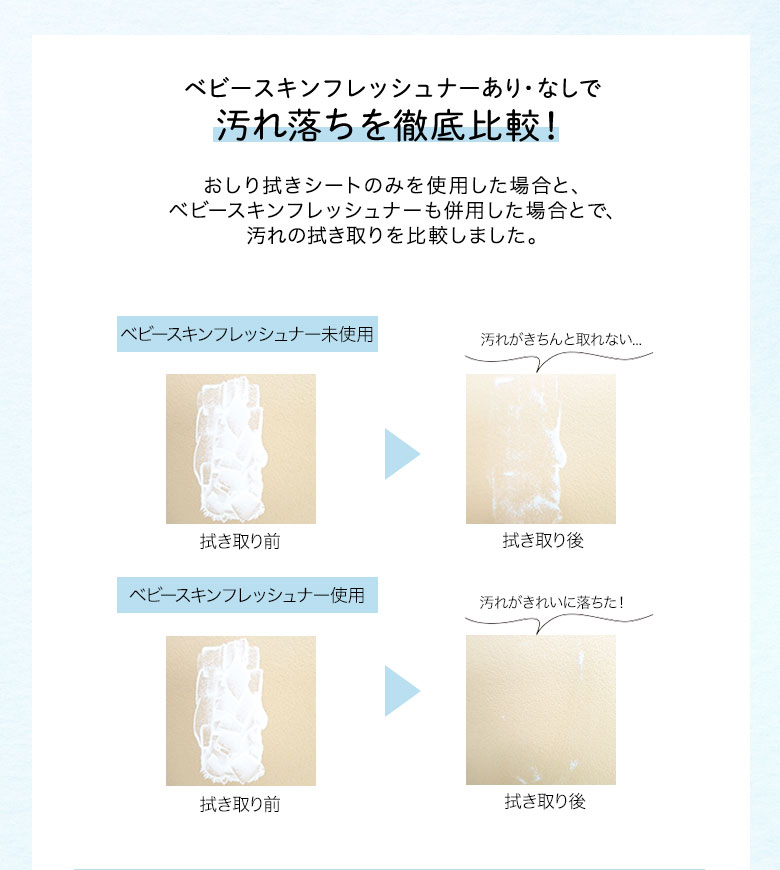 ベビースキンフレッシュナーあり・なしで
汚れ落ちを徹底比較！
おしり拭きシートのみを使用した場合と、
ベビースキンフレッシュナーも併用した場合とで、
汚れの拭き取りを比較しました。
ベビースキンフレッシュナー未使用
汚れがきちんと取れない...
拭き取り前
拭き取り後
ベビースキンフレッシュナー使用
汚れがきれいに落ちた！
拭き取り前
拭き取り後